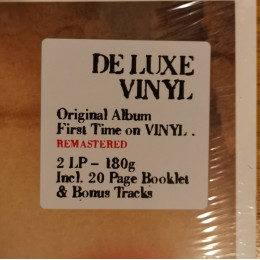 DE LUXE
VINYL
Original Album
First Time on VINYL .
REMASTERED
2 LP – 180g
Incl. 20 Page Booklet
& Bonus Tracks